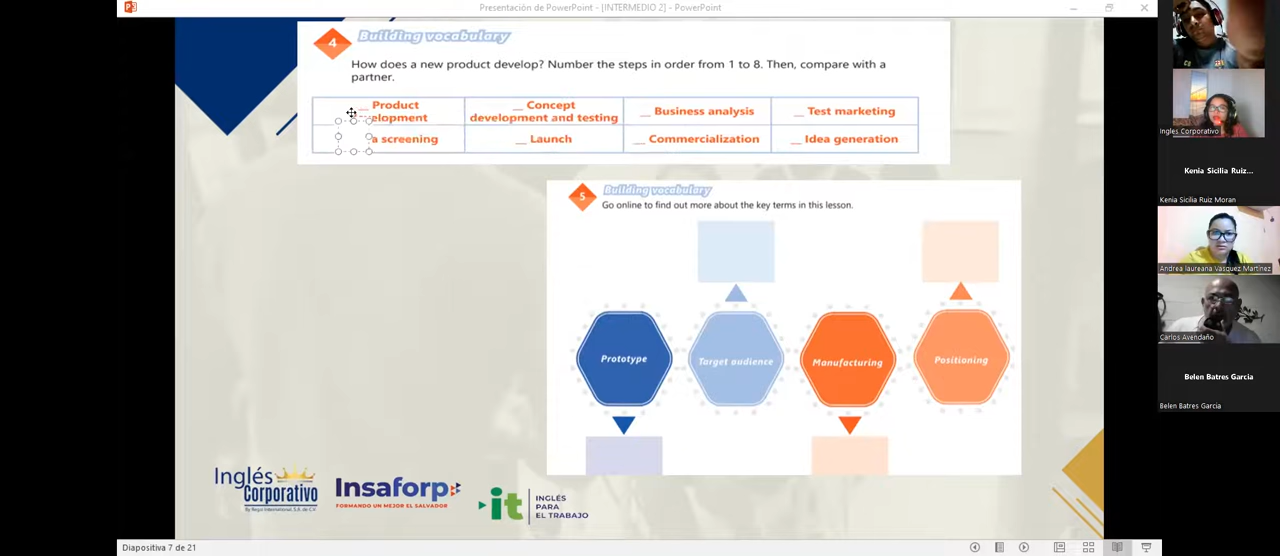 Presentación de PowerPoint - [INTERMEDIO 2] - PowerPoint
4 Building vocabulary
How does a new product develop? Number the steps in order from 1 to 8. Then, compare with a
partner.
__ Product
elopment
__ Concept
development and testing
__ Business analysis
__ Test marketing
a screening
__ Launch
__ Commercialization
__ Idea generation
5 Building vocabulary
Go online to find out more about the key terms in this lesson.
Prototype
Target audience
Manufacturing
Positioning
Inglés
Corporativo
Insaforp
FORMANDO UN MEJOR EL SALVADOR
it
INGLÉS
PARA
EL TRABAJO
Diapositiva 7 de 21
Ingles Corporativo
Kenia Sicilia Ruiz...
Kenia Sicilia Ruiz Moran
Andrea laureana Vasquez Martinez
Carlos Avendaño
Belen Batres Garcia
Belen Batres Garcia